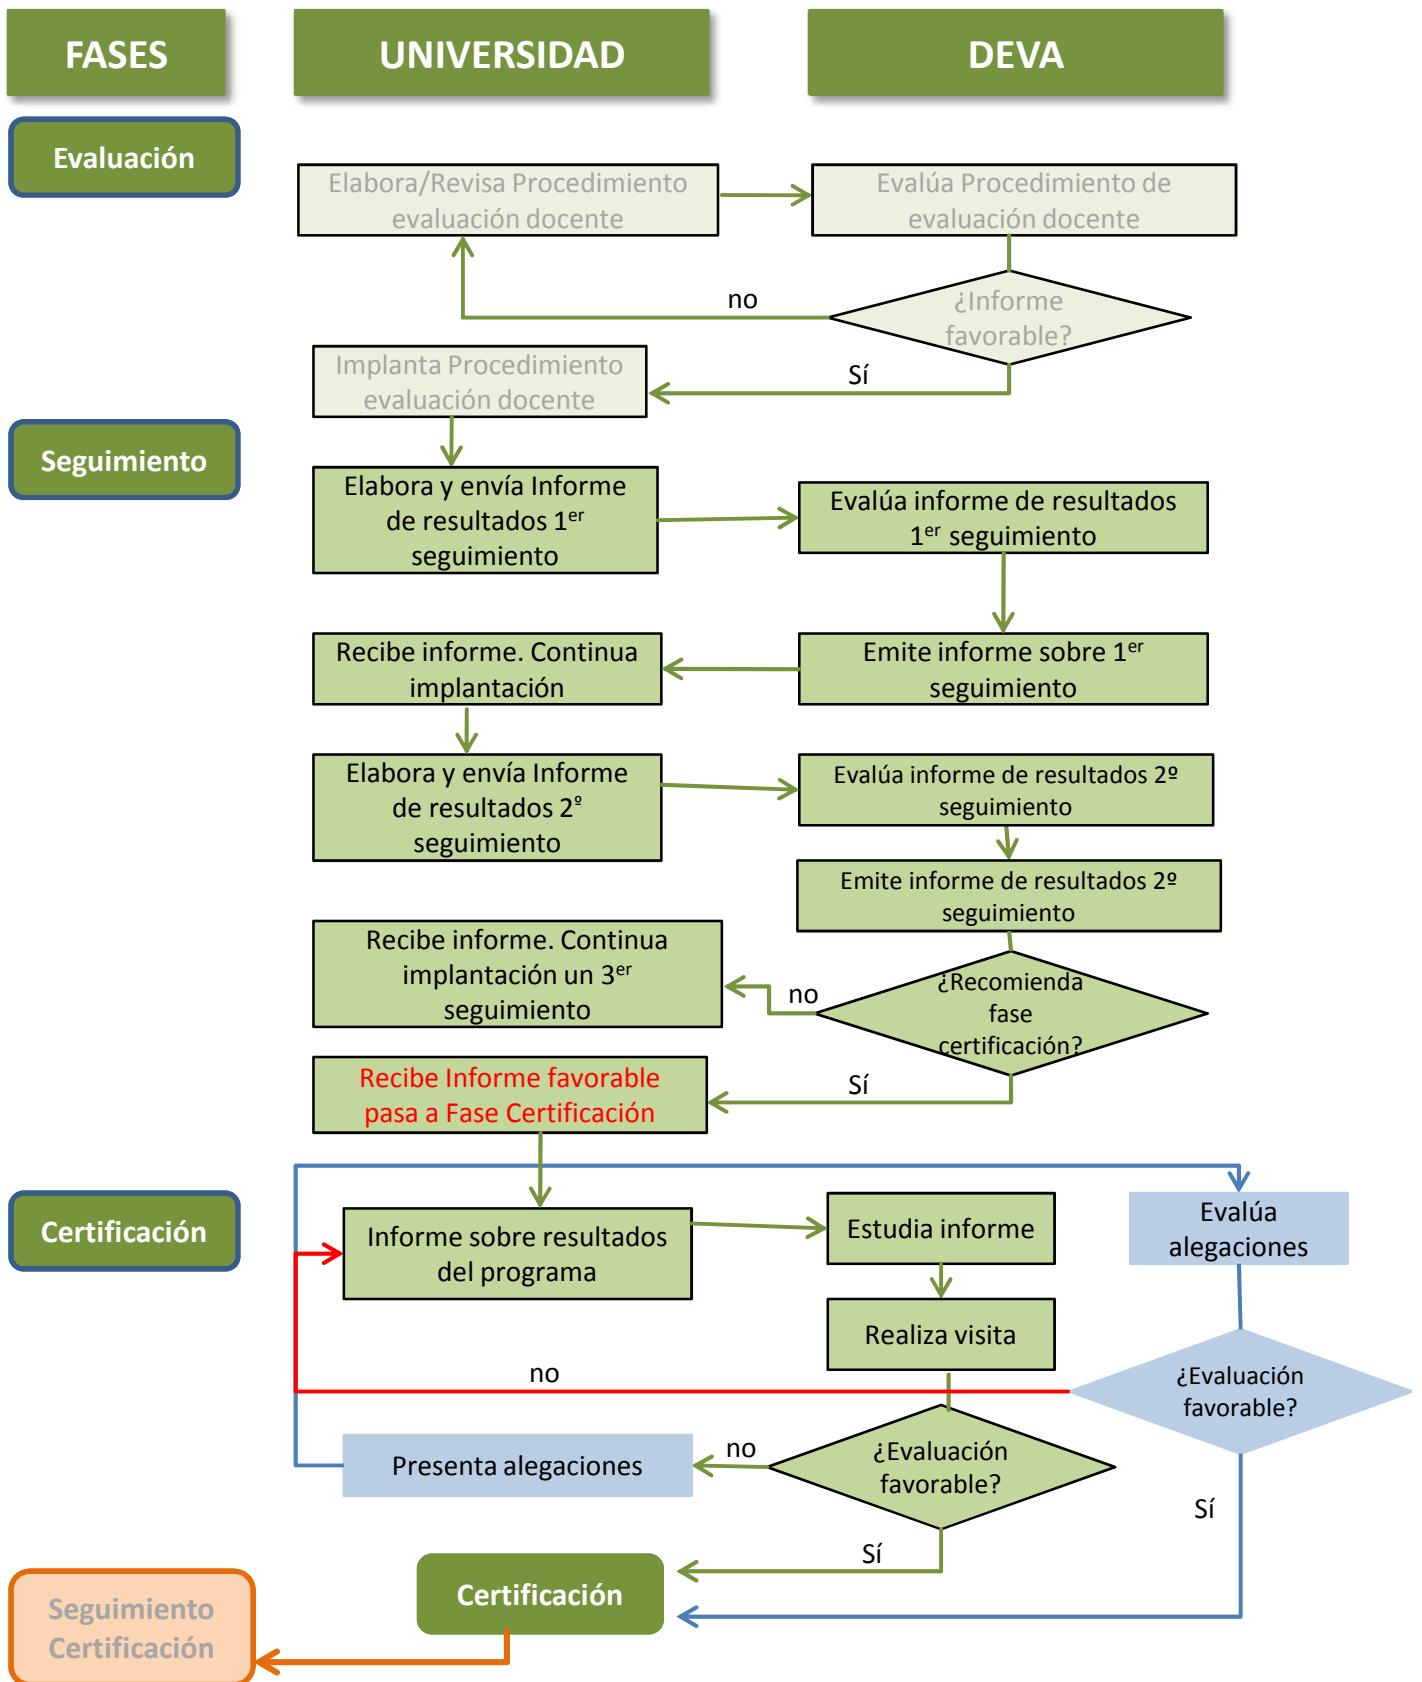 FASES
UNIVERSIDAD
DEVA
Evaluación
Elabora/Revisa Procedimiento
evaluación docente
Evalúa Procedimiento de
evaluación docente
no
¿Informe
favorable?
Implanta Procedimiento
evaluación docente
Sí
Seguimiento
Elabora y envía Informe
de resultados 1er
seguimiento
Evalúa informe de resultados
1er seguimiento
Recibe informe. Continua
implantación
Emite informe sobre 1er
seguimiento
Elabora y envía Informe
de resultados 2º
seguimiento
Evalúa informe de resultados 2º
seguimiento
Emite informe de resultados 2º
seguimiento
Recibe informe. Continua
implantación un 3er
seguimiento
no
¿Recomienda
fase
certificación?
Recibe Informe favorable
pasa a Fase Certificación
Sí
Certificación
Informe sobre resultados
del programa
Estudia informe
Evalúa
alegaciones
Realiza visita
no
¿Evaluación
favorable?
Presenta alegaciones
no
¿Evaluación
favorable?
Sí
Sí
Certificación
Seguimiento
Certificación